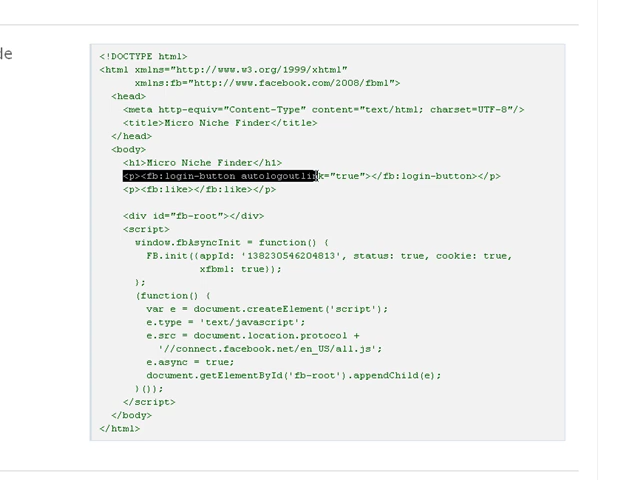 de
<!DOCTYPE html>
<html xmlns="http://www.w3.org/1999/xhtml"
xmlns:fb="http://www.facebook.com/2008/fbml">
<head>
<meta http-equiv="Content-Type" content="text/html; charset=UTF-8"/>
<title>Micro Niche Finder</title>
</head>
<body>
<h1>Micro Niche Finder</h1>
<p><fb:login-button autologoutlink="true"></fb:login-button></p>
<p><fb:like></fb:like></p>
<div id="fb-root"></div>
<script>
window.fbAsyncInit = function() {
FB.init({appId: '138230546204813', status: true, cookie: true,
xfbml: true});
};
(function() {
var e = document.createElement('script');
e.type = 'text/javascript';
e.src = document.location.protocol +
'//connect.facebook.net/en_US/all.js';
e.async = true;
document.getElementById('fb-root').appendChild(e);
}());
</script>
</body>
</html>